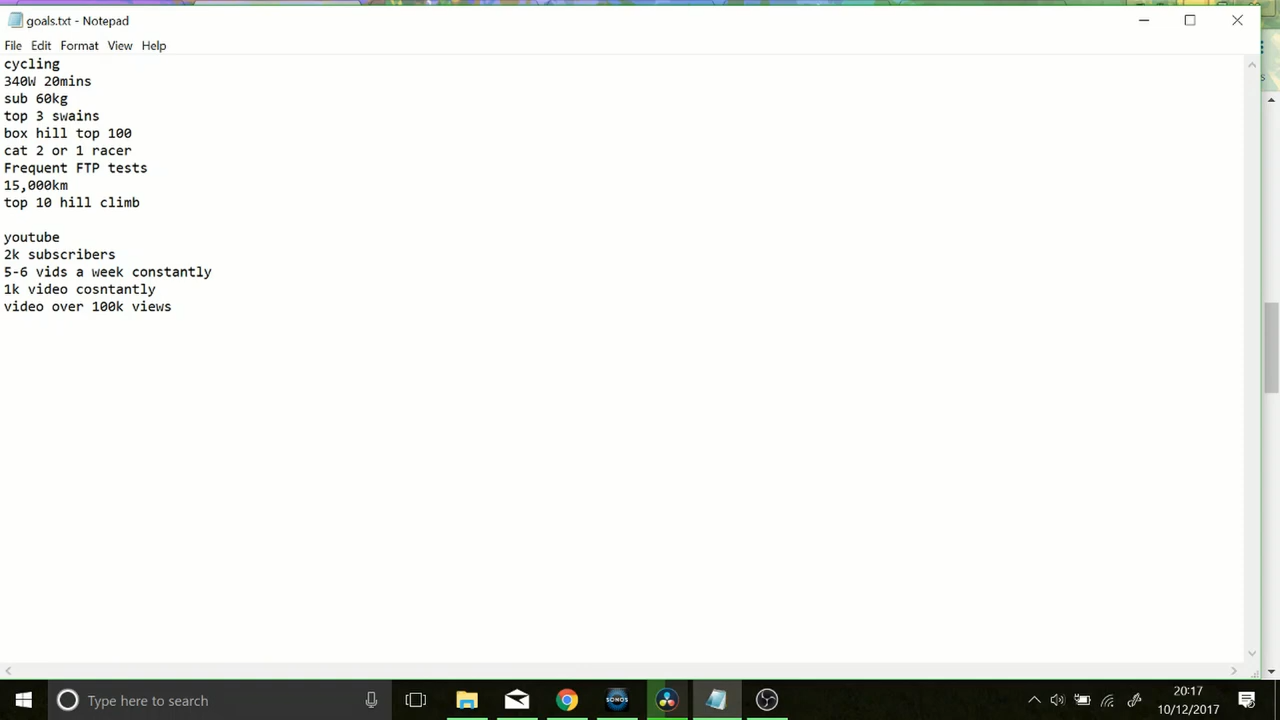 goals.txt - Notepad
File Edit Format View Help
cycling
340W 20mins
sub 60kg
top 3 swains
box hill top 100
cat 2 or 1 racer
Frequent FTP tests
15,000km
top 10 hill climb
youtube
2k subscribers
5-6 vids a week constantly
1k video cosntantly
video over 100k views
Type here to search
SONOS
20:17
10/12/2017